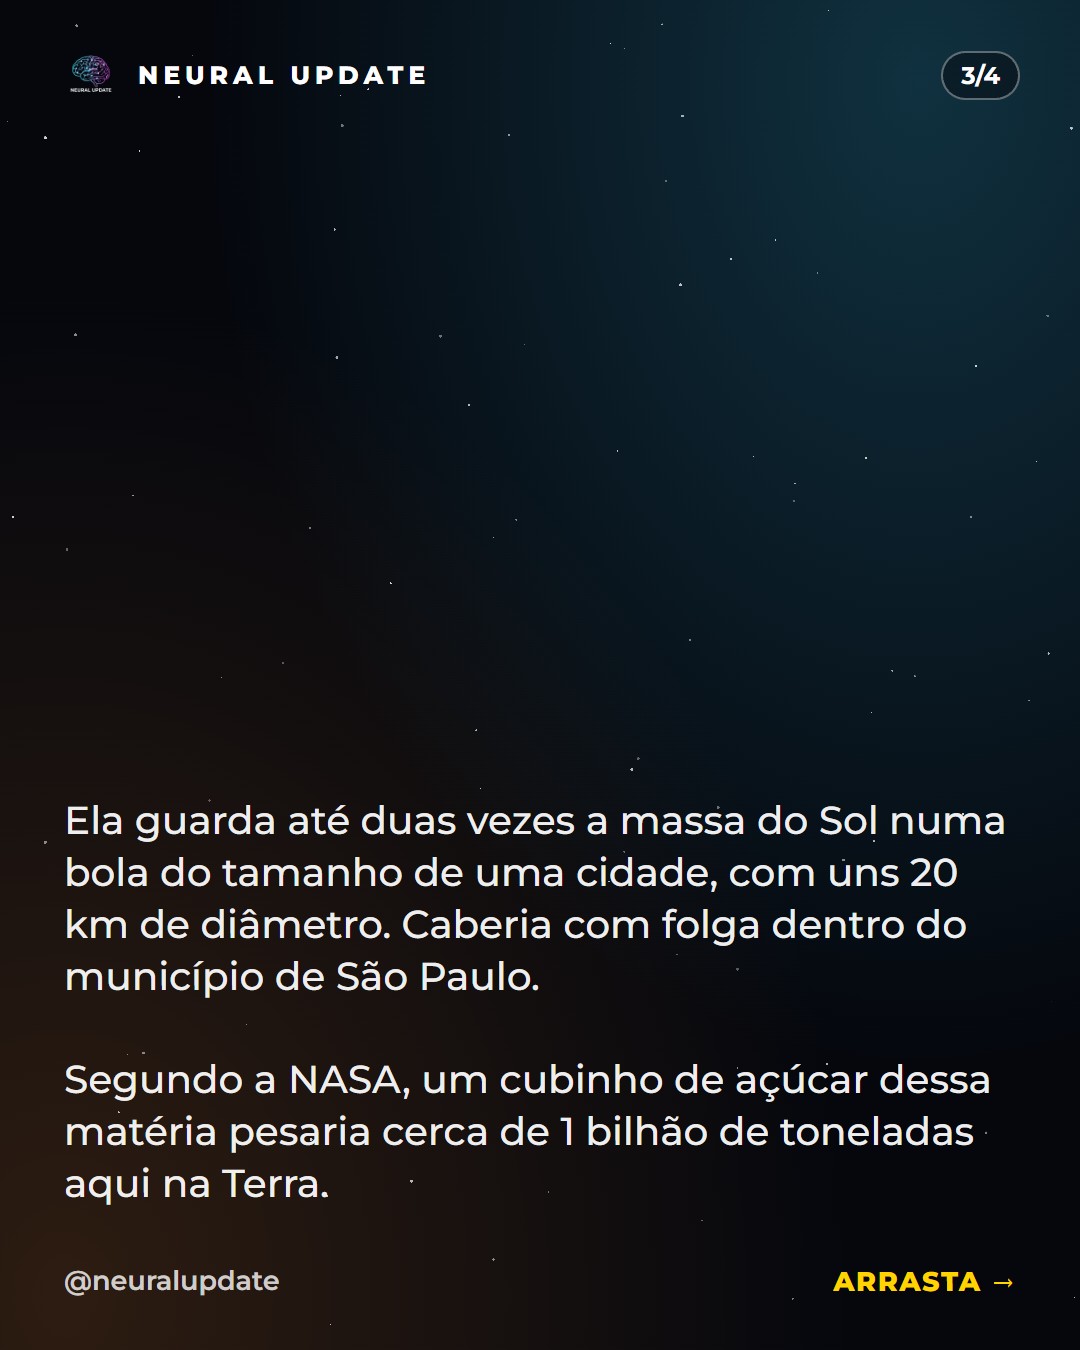 NEURAL UPDATE
NEURAL UPDATE
3/4
Ela guarda até duas vezes a massa do Sol numa
bola do tamanho de uma cidade, com uns 20
km de diâmetro. Caberia com folga dentro do
município de São Paulo.
Segundo a NASA, um cubinho de açúcar dessa
matéria pesaria cerca de 1 bilhão de toneladas
aqui na Terra.
@neuralupdate
ARRASTA →